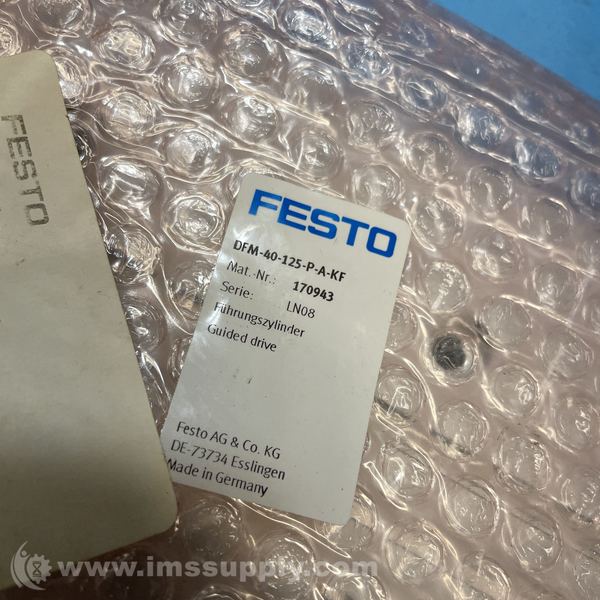 FESTO
FESTO
DFM-40-125-P-A-KF
Mat.-Nr.: 170943
Serie: LN08
Führungszylinder
Guided drive
Festo AG & Co. KG
DE-73734 Esslingen
Made in Germany
www.imssupply.com